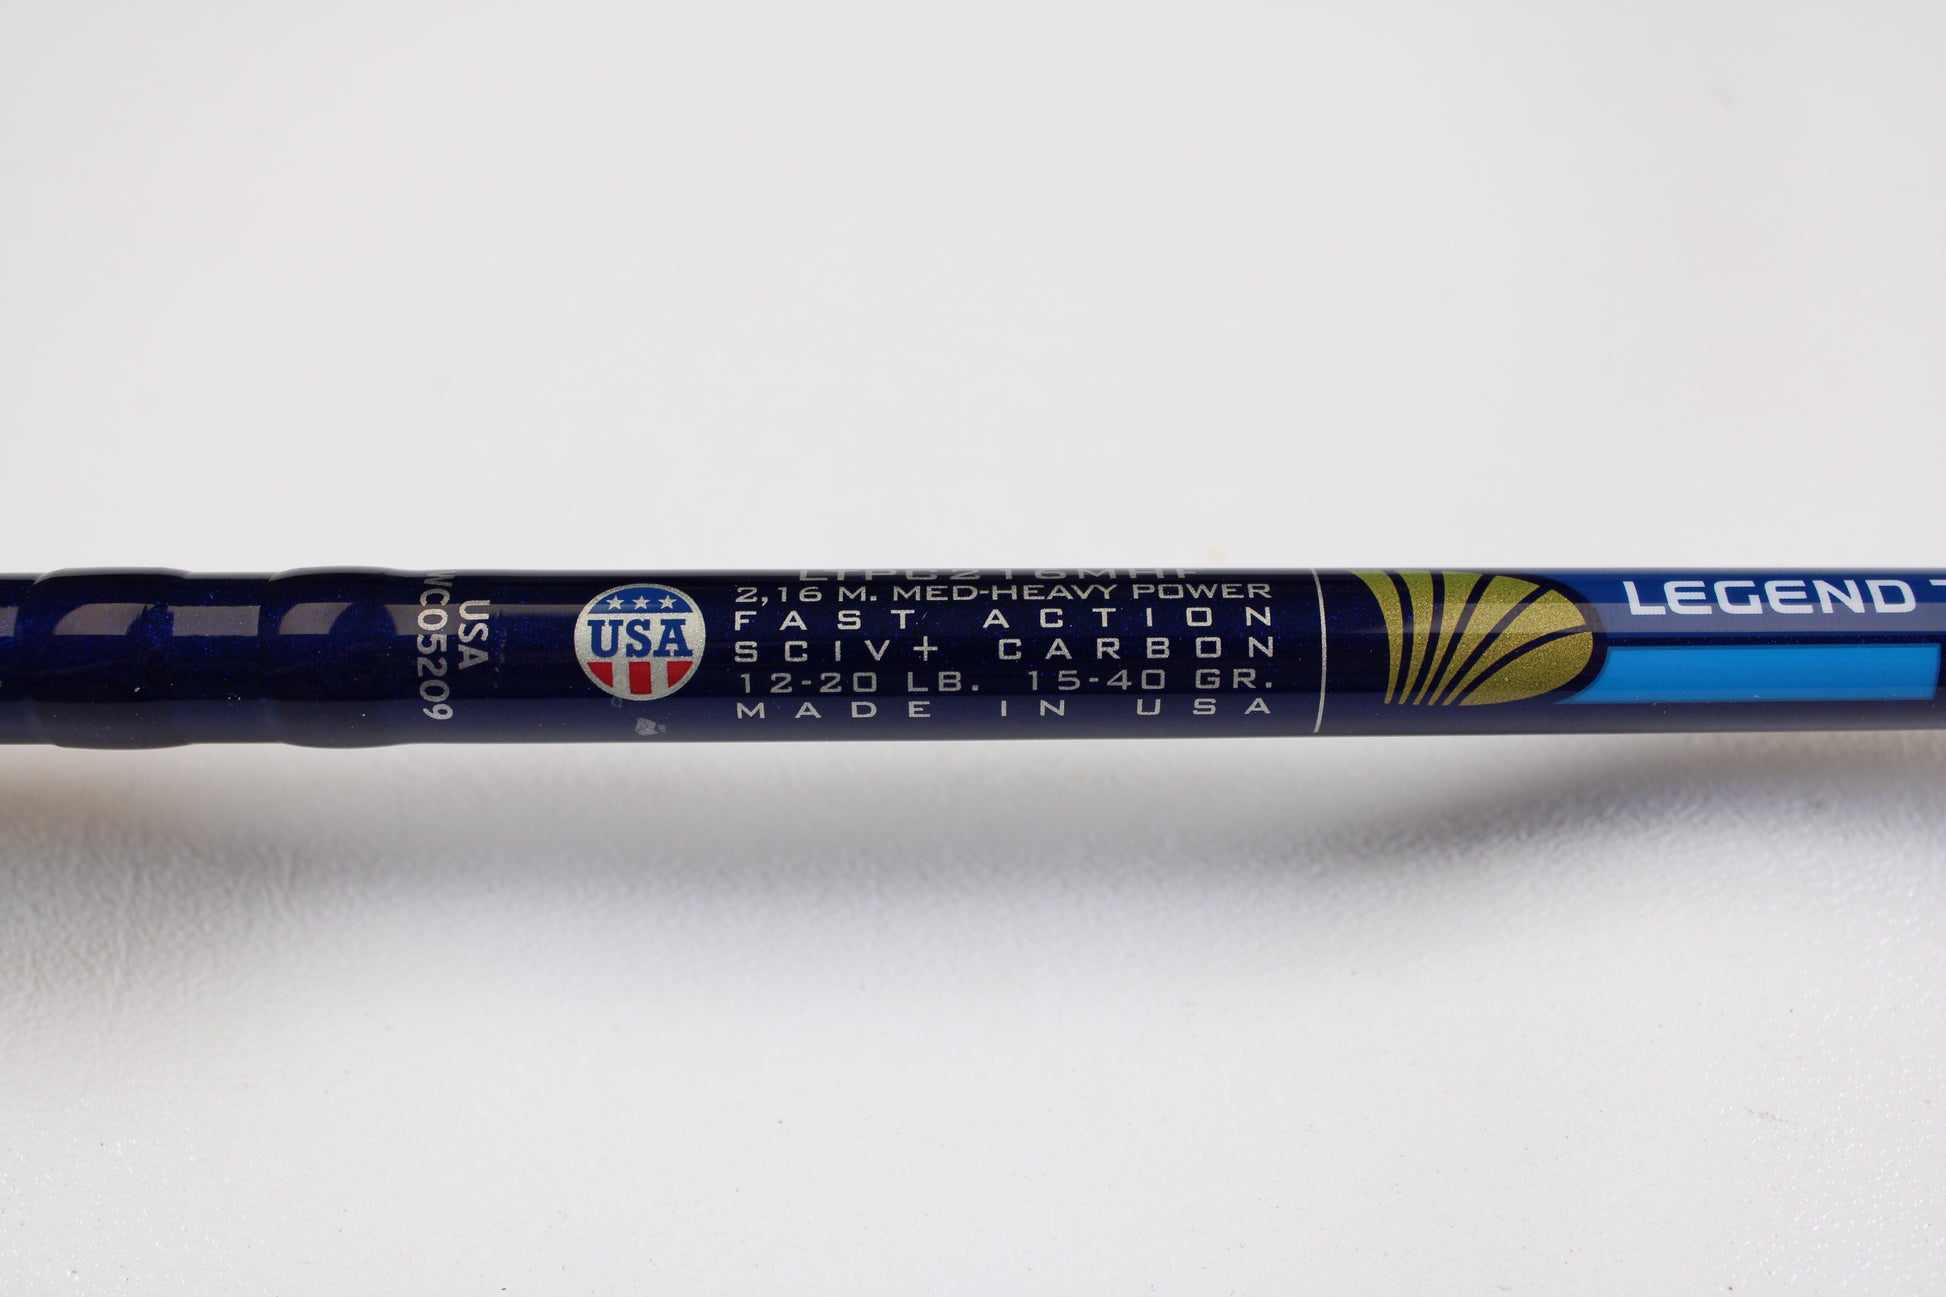 USA
WC05209
USA
LTPC216MHF
2,16 M. MED-HEAVY POWER
FAST ACTION
SCIV+ CARBON
12-20 LB. 15-40 GR.
MADE IN USA
LEGEND